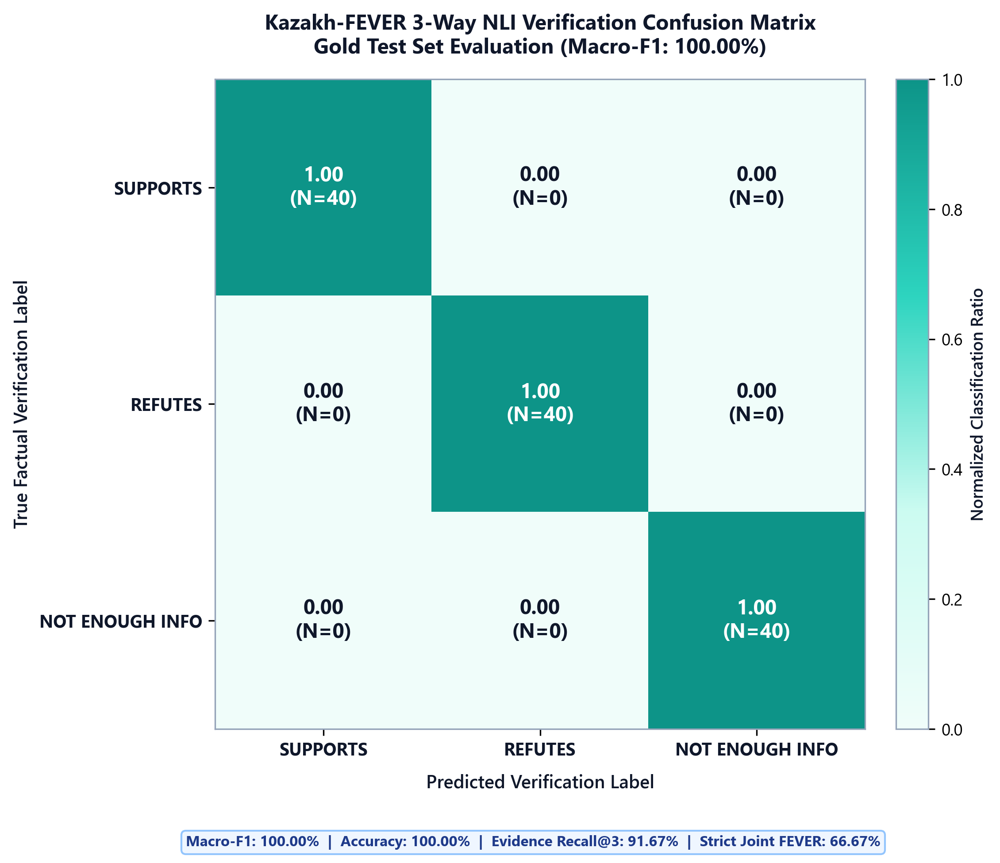 Kazakh-FEVER 3-Way NLI Verification Confusion Matrix
Gold Test Set Evaluation (Macro-F1: 100.00%)
True Factual Verification Label
SUPPORTS
1.00
(N=40)
0.00
(N=0)
0.00
(N=0)
REFUTES
0.00
(N=0)
1.00
(N=40)
0.00
(N=0)
NOT ENOUGH INFO
0.00
(N=0)
0.00
(N=0)
1.00
(N=40)
SUPPORTS
REFUTES
NOT ENOUGH INFO
Predicted Verification Label
1.0
0.8
0.6
0.4
0.2
0.0
Normalized Classification Ratio
Macro-F1: 100.00% | Accuracy: 100.00% | Evidence Recall@3: 91.67% | Strict Joint FEVER: 66.67%